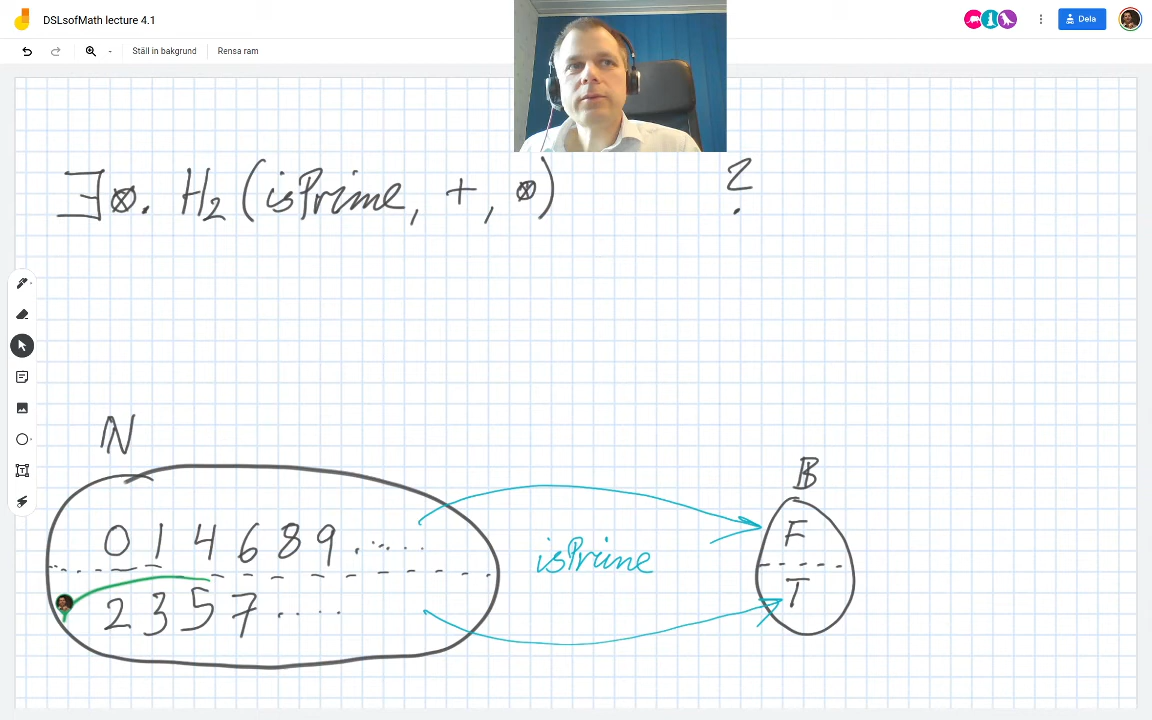 DSLsofMath lecture 4.1
Dela
Ställ in bakgrund Rensa ram
∃⊗. H₂(isPrime, +, ⊗) ?
ℕ
𝔹
0 1 4 6 8 9 .....
F
isPrime
2 3 5 7 ....
T